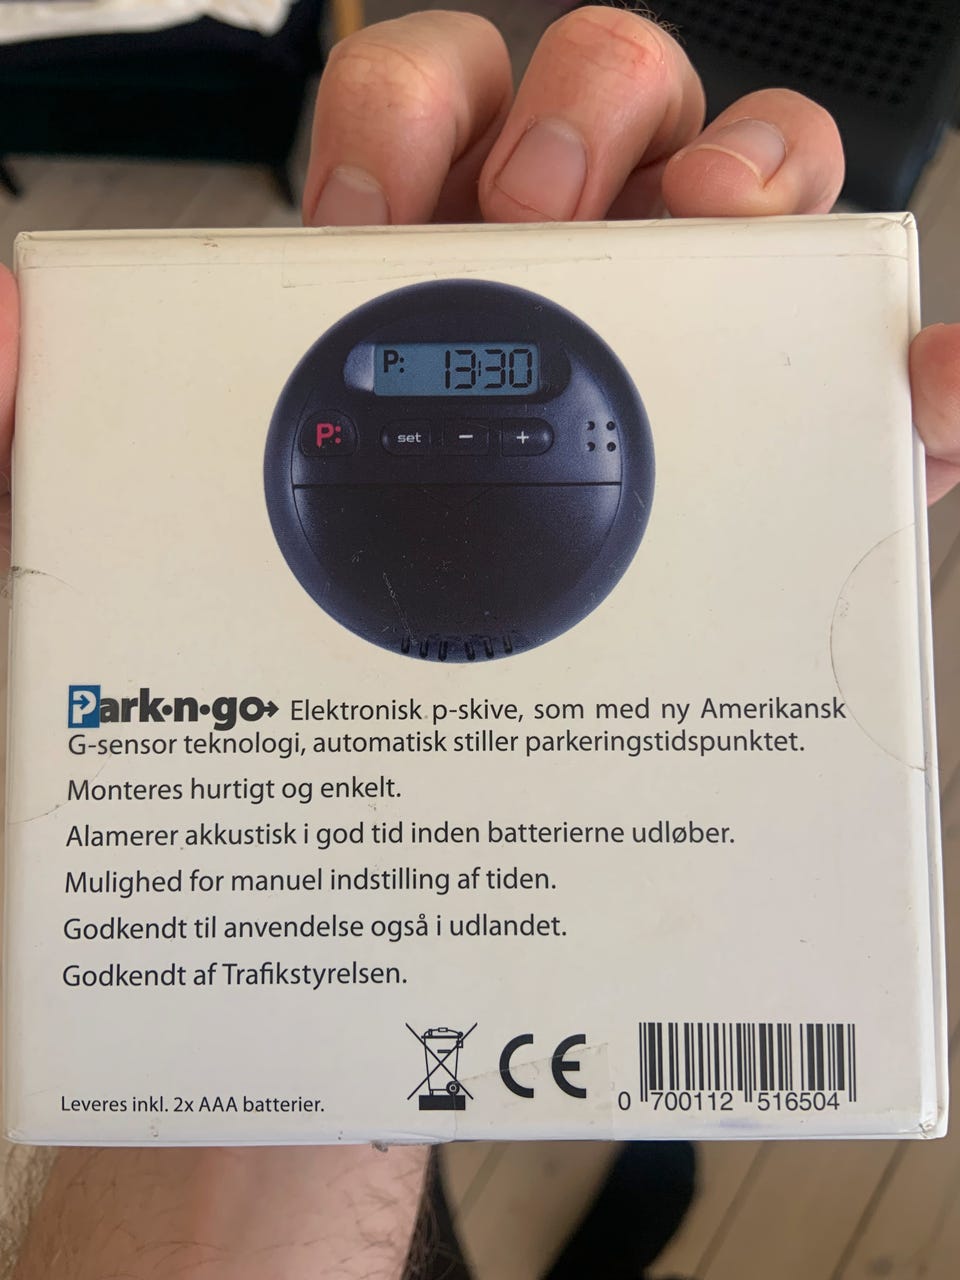 P: 13:30
P: set − +
Park•n•go Elektronisk p-skive, som med ny Amerikansk
G-sensor teknologi, automatisk stiller parkeringstidspunktet.
Monteres hurtigt og enkelt.
Alamerer akkustisk i god tid inden batterierne udløber.
Mulighed for manuel indstilling af tiden.
Godkendt til anvendelse også i udlandet.
Godkendt af Trafikstyrelsen.
Leveres inkl. 2x AAA batterier.
CE
0 700112 516504